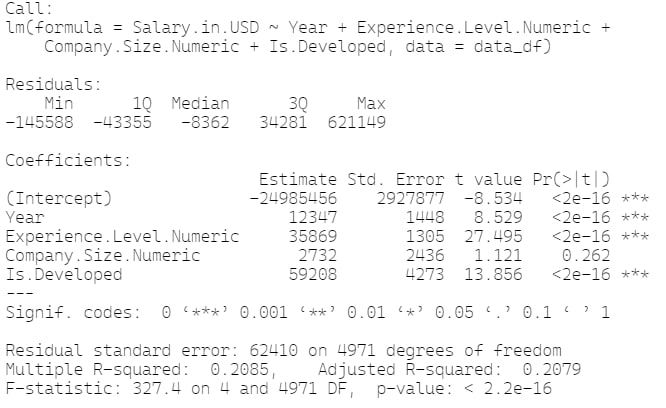 Call:
lm(formula = Salary.in.USD ~ Year + Experience.Level.Numeric +
    Company.Size.Numeric + Is.Developed, data = data_df)

Residuals:
    Min      1Q  Median      3Q     Max
-145588  -43355   -8362   34281  621149

Coefficients:
                          Estimate Std. Error t value Pr(>|t|)
(Intercept)              -24985456    2927877  -8.534   <2e-16 ***
Year                         12347       1448   8.529   <2e-16 ***
Experience.Level.Numeric     35869       1305  27.495   <2e-16 ***
Company.Size.Numeric          2732       2436   1.121    0.262
Is.Developed                 59208       4273  13.856   <2e-16 ***
---
Signif. codes:  0 ‘***’ 0.001 ‘**’ 0.01 ‘*’ 0.05 ‘.’ 0.1 ‘ ’ 1

Residual standard error: 62410 on 4971 degrees of freedom
Multiple R-squared:  0.2085,	Adjusted R-squared:  0.2079
F-statistic: 327.4 on 4 and 4971 DF,  p-value: < 2.2e-16